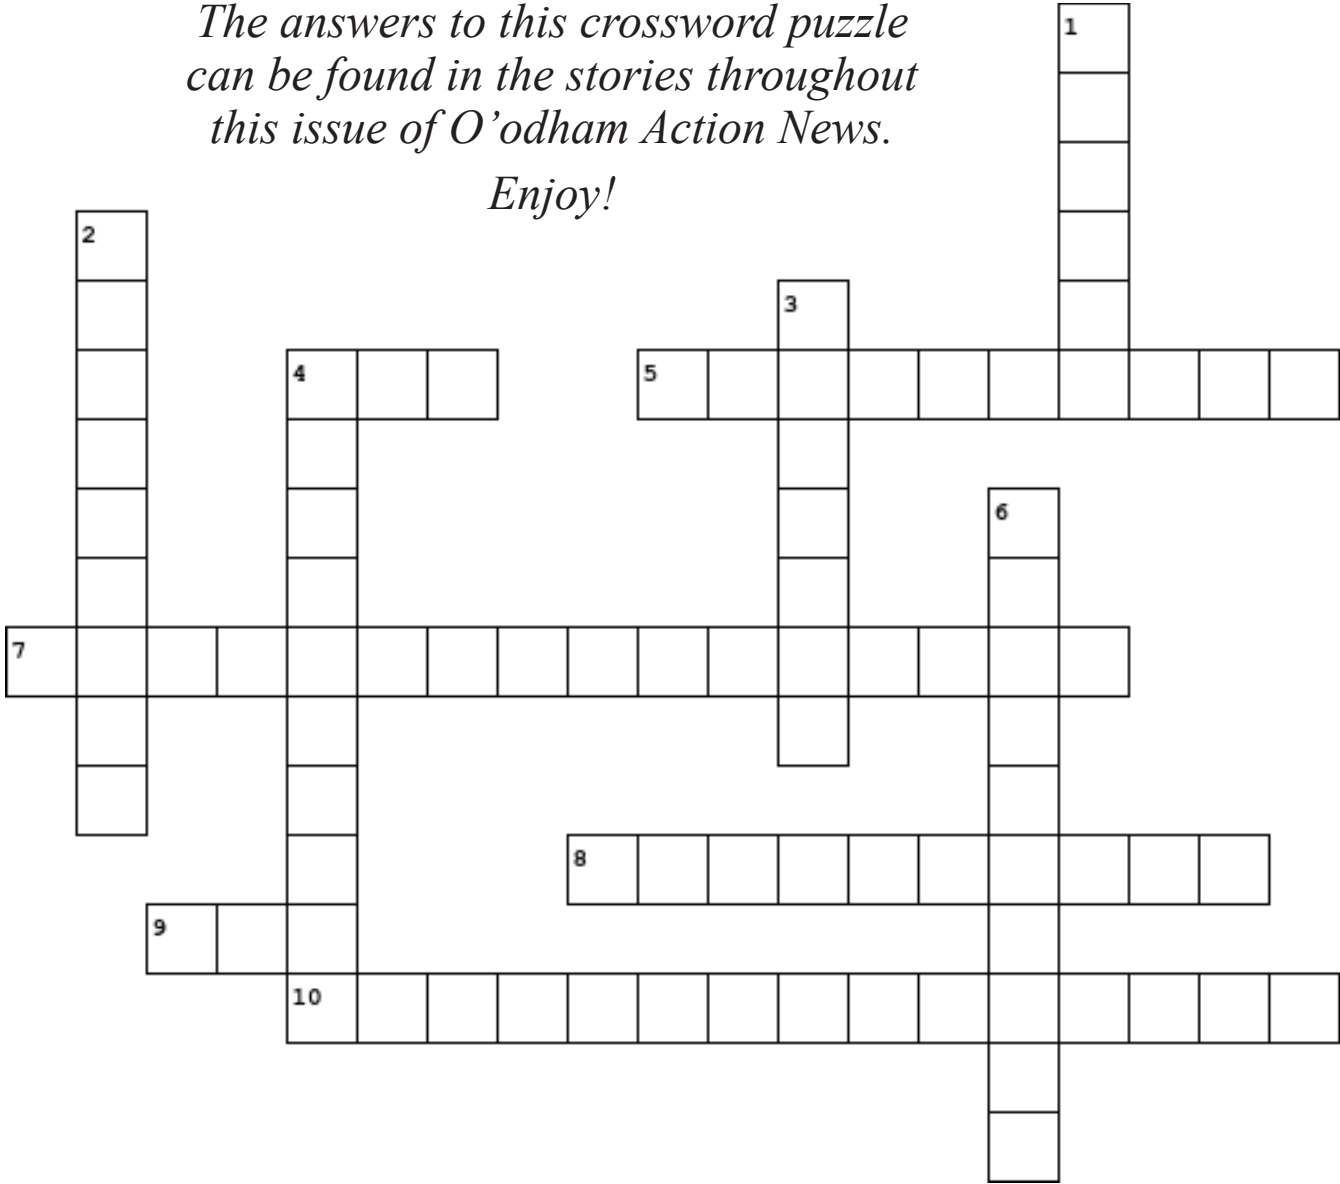 The answers to this crossword puzzle
can be found in the stories throughout
this issue of O’odham Action News.
Enjoy!
1
2
3
4
5
6
7
8
9
10